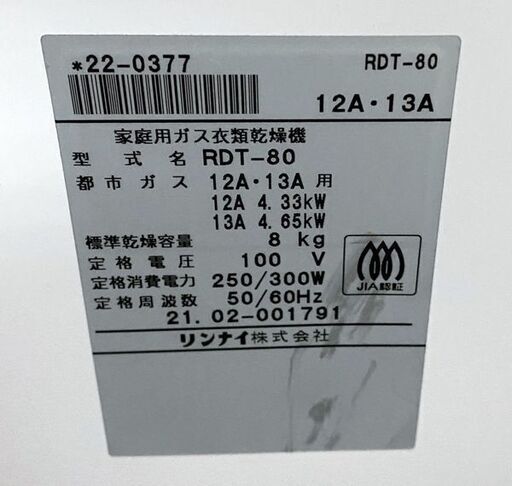 *22-0377
RDT-80
12A・13A
家庭用ガス衣類乾燥機
型式名 RDT-80
都市ガス 12A・13A 用
12A 4.33kW
13A 4.65kW
標準乾燥容量 8 kg
定格電圧 100 V
定格消費電力 250/300W
定格周波数 50/60Hz
21.02-001791
リンナイ株式会社
JIA認証